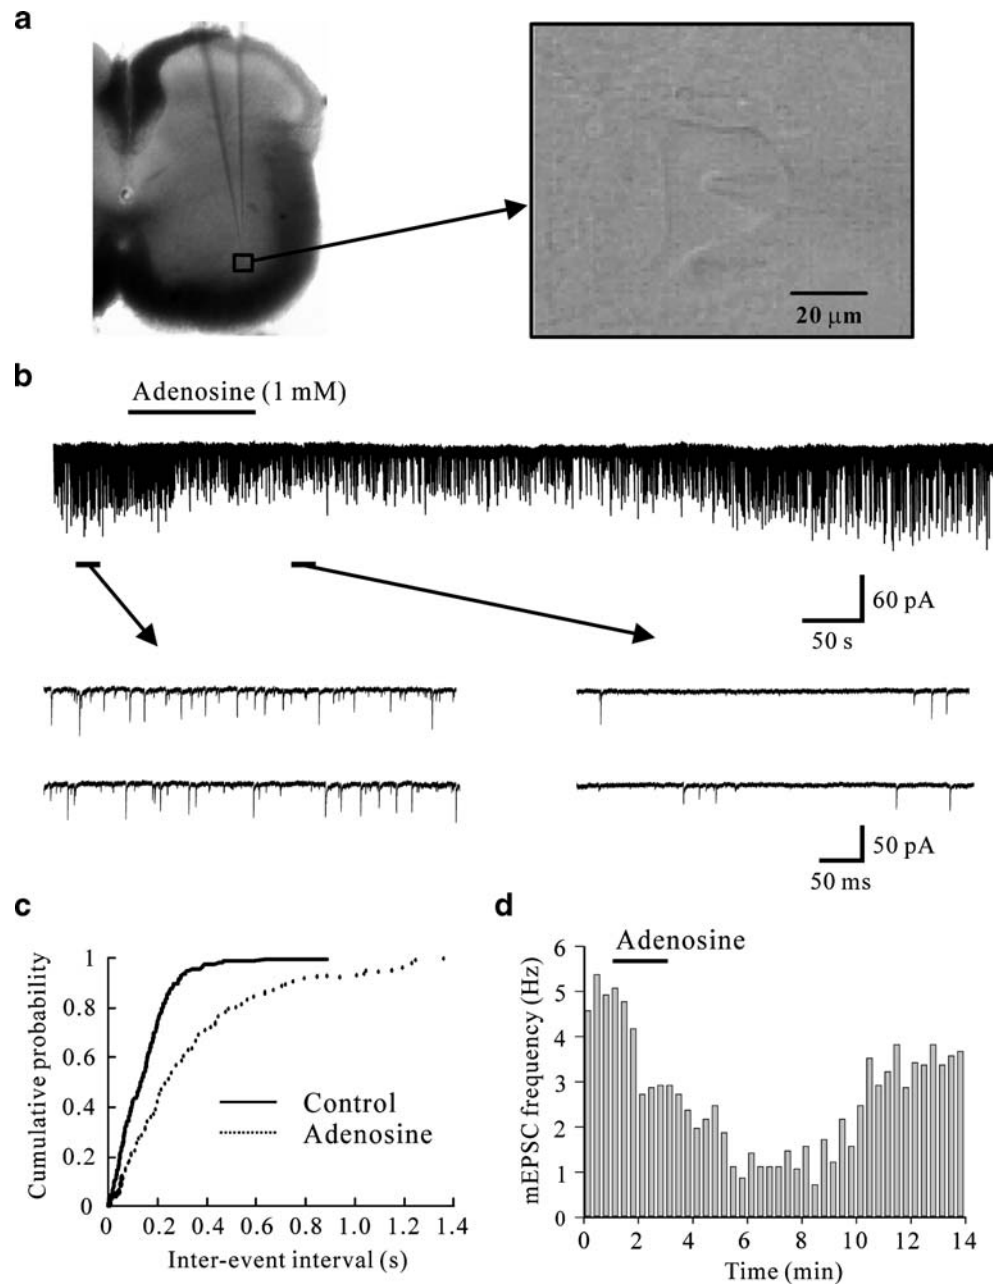 a
20 μm
b
Adenosine (1 mM)
60 pA
50 s
50 pA
50 ms
c
Cumulative probability
1
0.8
0.6
0.4
0.2
0
Control
Adenosine
0 0.2 0.4 0.6 0.8 1.0 1.2 1.4
Inter-event interval (s)
d
Adenosine
mEPSC frequency (Hz)
6
5
4
3
2
1
0
0 2 4 6 8 10 12 14
Time (min)